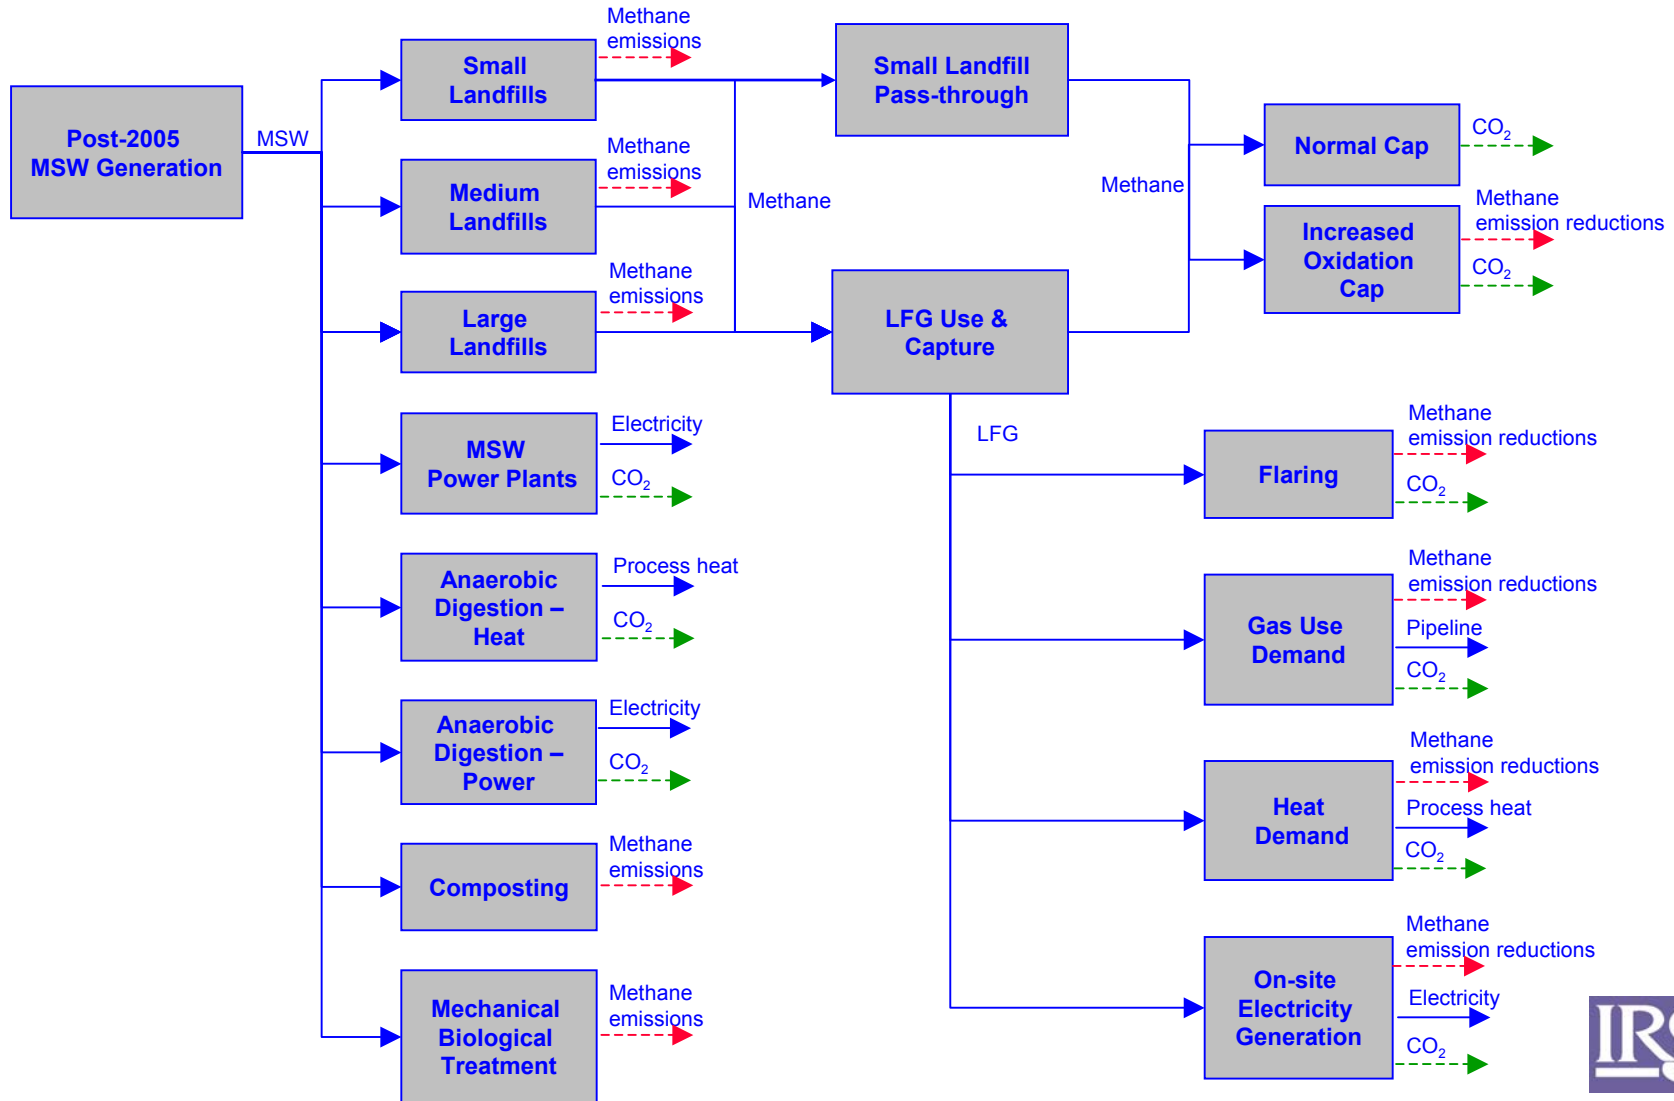 Post-2005
MSW Generation
MSW
Small
Landfills
Methane
emissions
Medium
Landfills
Methane
emissions
Large
Landfills
Methane
emissions
Methane
MSW
Power Plants
Electricity
CO2
Anaerobic
Digestion –
Heat
Process heat
CO2
Anaerobic
Digestion –
Power
Electricity
CO2
Composting
Methane
emissions
Mechanical
Biological
Treatment
Methane
emissions
Small Landfill
Pass-through
LFG Use &
Capture
Methane
LFG
Normal Cap
CO2
Increased
Oxidation
Cap
Methane
emission reductions
CO2
Flaring
Methane
emission reductions
CO2
Gas Use
Demand
Methane
emission reductions
Pipeline
CO2
Heat
Demand
Methane
emission reductions
Process heat
CO2
On-site
Electricity
Generation
Methane
emission reductions
Electricity
CO2